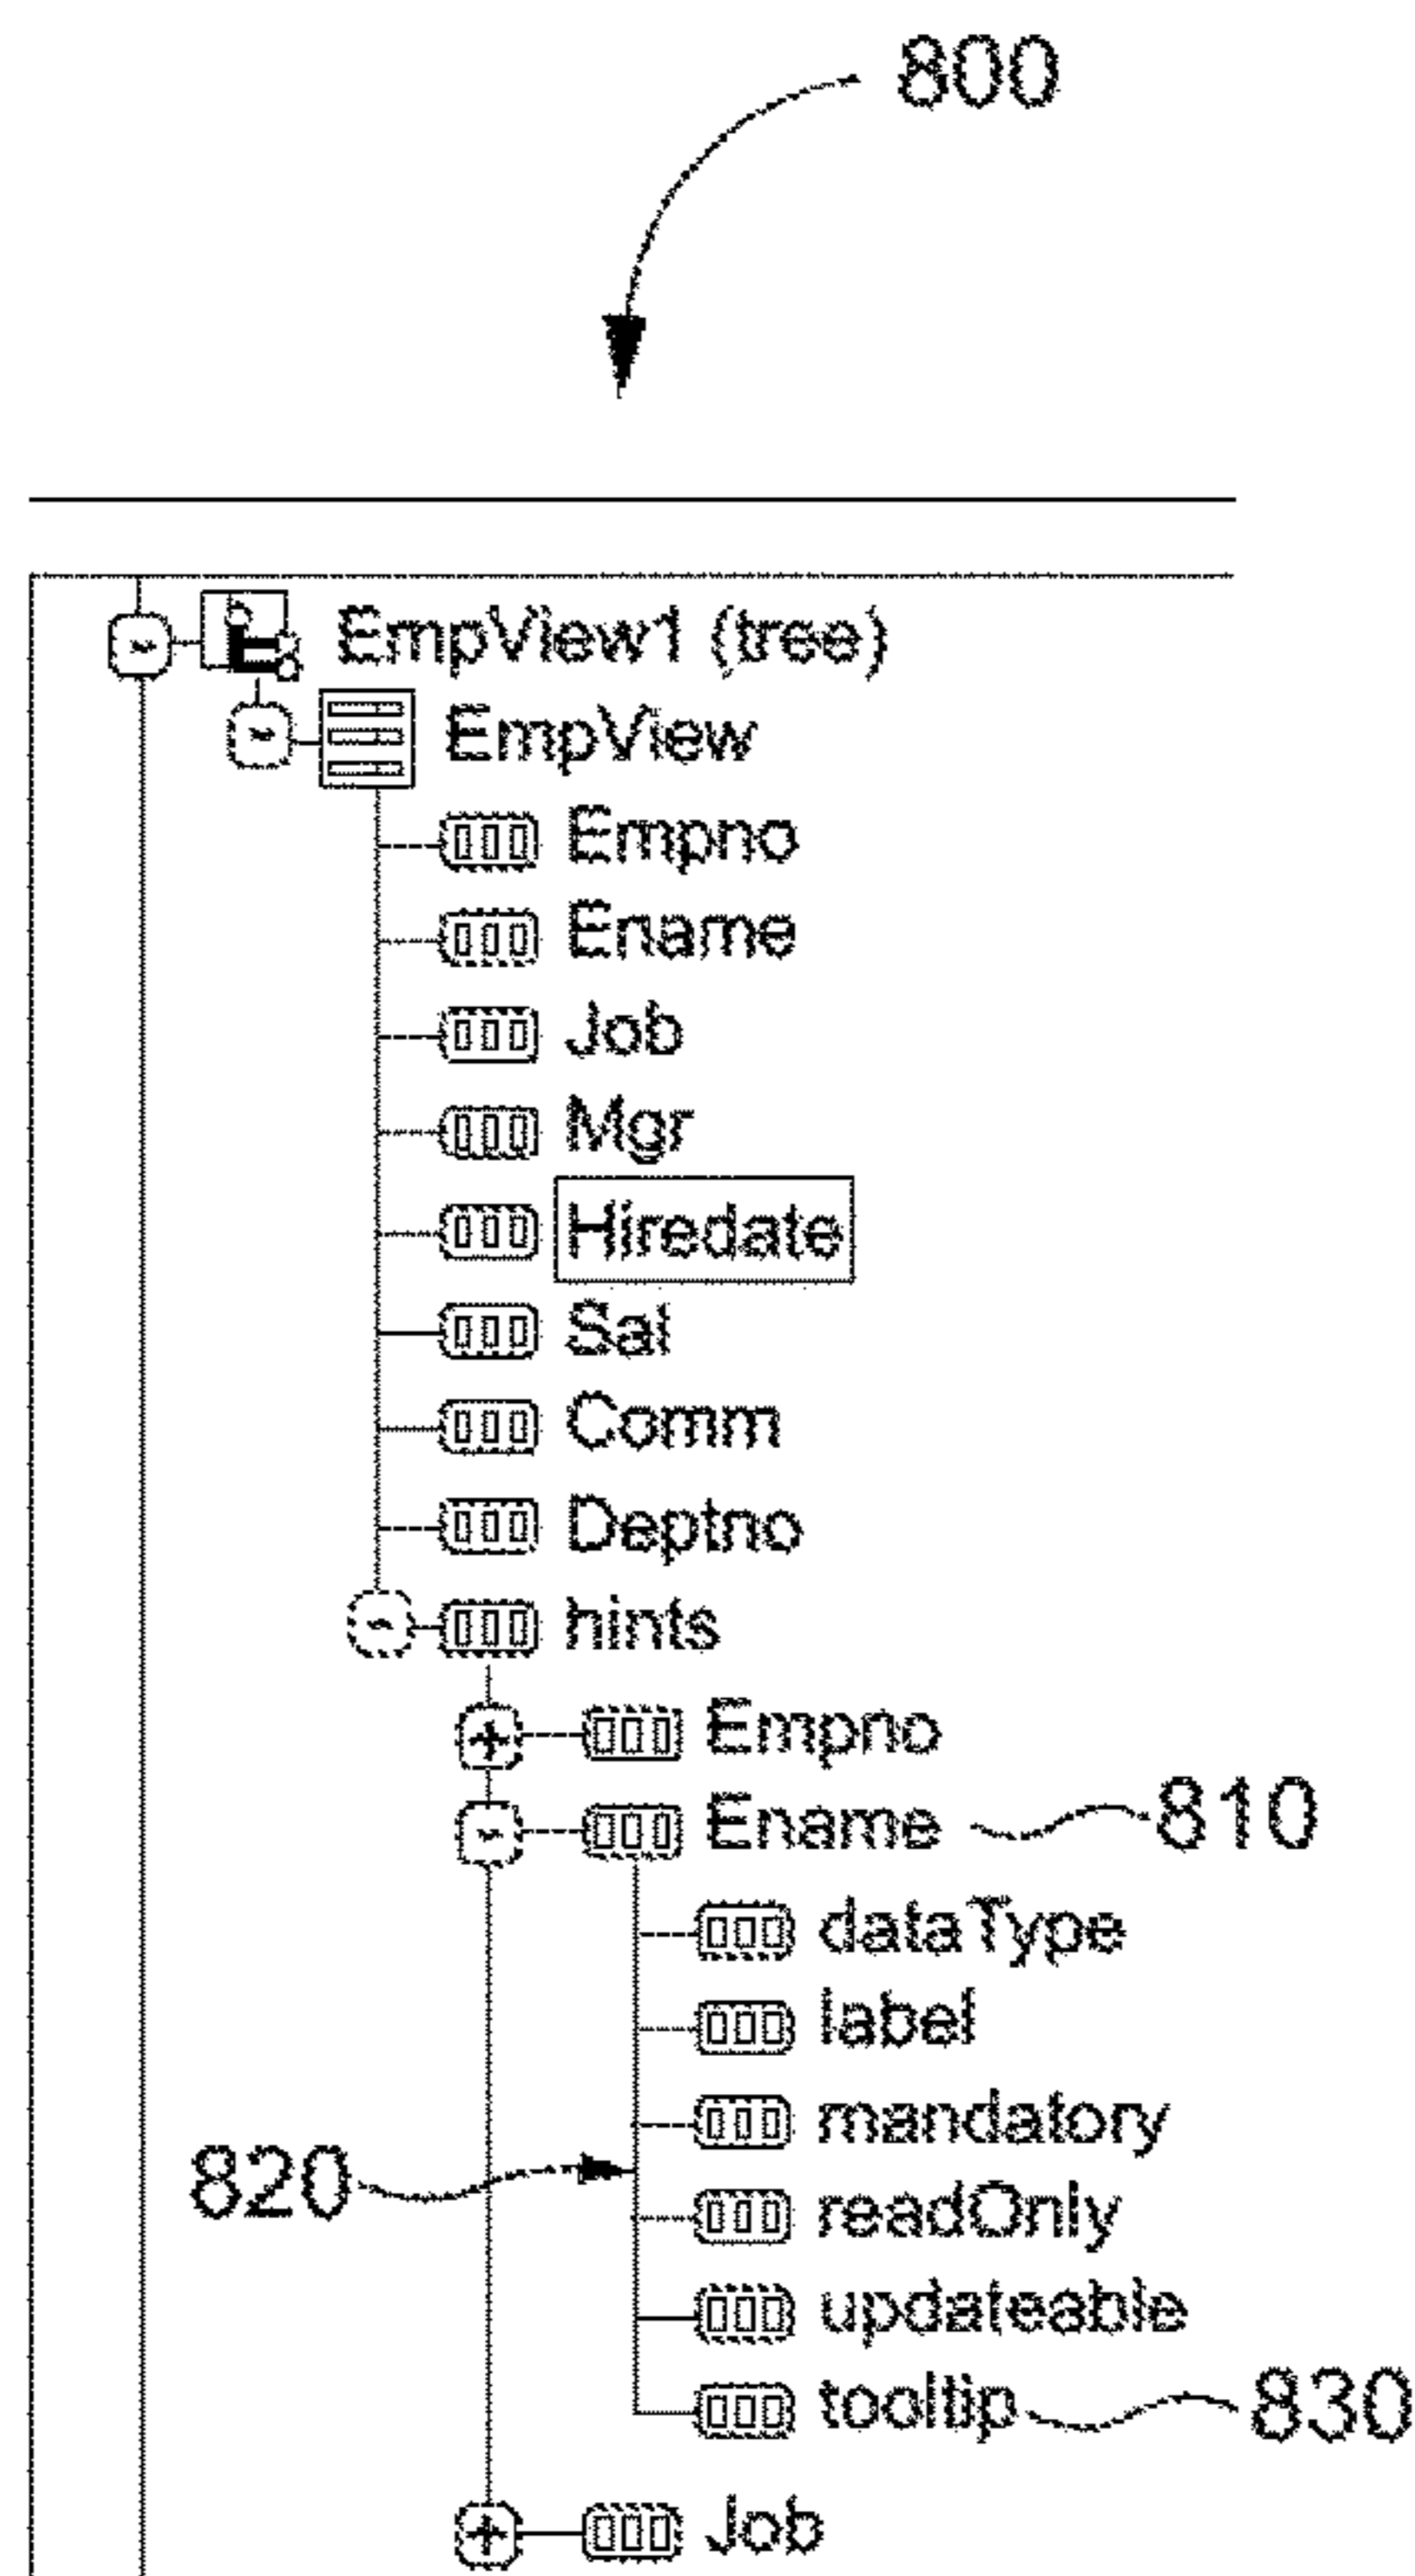 800
EmpView1 (tree)
EmpView
Empno
Ename
Job
Mgr
Hiredate
Sal
Comm
Deptno
hints
Empno
Ename 810
dataType
label
mandatory
820
readOnly
updateable
tooltip 830
Job